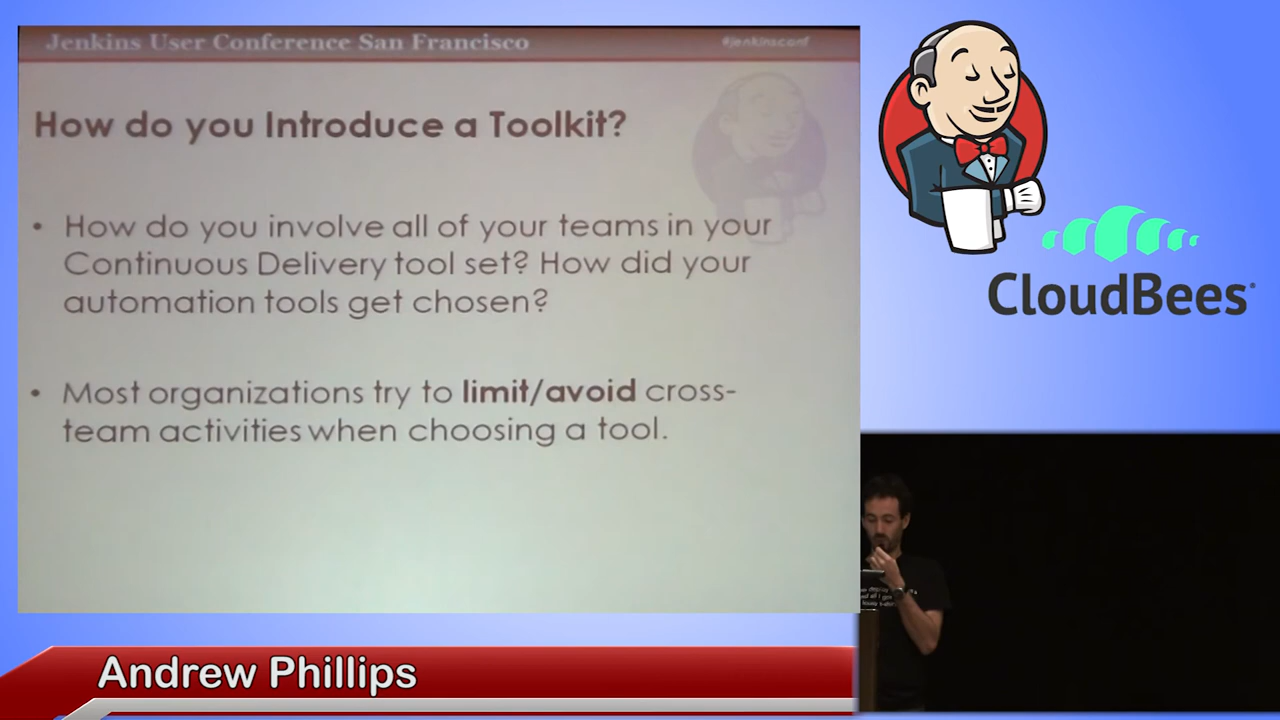 Jenkins User Conference San Francisco
#jenkinsconf
How do you Introduce a Toolkit?
• How do you involve all of your teams in your
Continuous Delivery tool set? How did your
automation tools get chosen?
• Most organizations try to limit/avoid cross-
team activities when choosing a tool.
CloudBees
Andrew Phillips